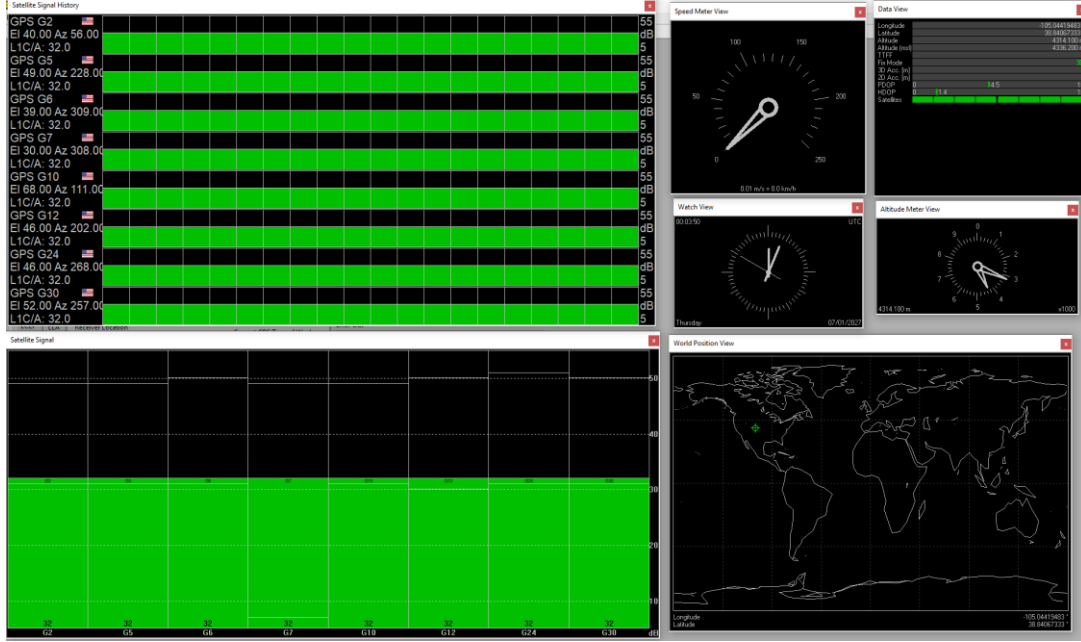 Satellite Signal History
GPS G2
El 40.00 Az 56.00
L1C/A: 32.0
55
dB
5
GPS G5
El 49.00 Az 228.00
L1C/A: 32.0
55
dB
5
GPS G6
El 39.00 Az 309.00
L1C/A: 32.0
55
dB
5
GPS G7
El 30.00 Az 308.00
L1C/A: 32.0
55
dB
5
GPS G10
El 68.00 Az 111.00
L1C/A: 32.0
55
dB
5
GPS G12
El 46.00 Az 202.00
L1C/A: 32.0
55
dB
5
GPS G24
El 46.00 Az 268.00
L1C/A: 32.0
55
dB
5
GPS G30
El 52.00 Az 257.00
L1C/A: 32.0
55
dB
5
Speed Meter View
0
50
100
150
200
250
0.01 m/s = 0.0 km/h
Data View
Longitude -105.04419483
Latitude 38.84067333
Altitude 4314.100
Altitude (msl) 4336.200
TTFF
Fix Mode
3D Acc. [m]
2D Acc. [m]
PDOP 0 4.5
HDOP 0 1.4
Satellites
Watch View
00:03:50 UTC
Thursday 07/01/2027
Altitude Meter View
0
1
2
3
4
5
6
7
8
9
4314.100 m x1000
LLA Receiver Location
Satellite Signal
50
40
30
20
10
32 32 32 32 32 32 32 32
G2 G5 G6 G7 G10 G12 G24 G30 dB
World Position View
Longitude -105.04419483 °
Latitude 38.84067333 °